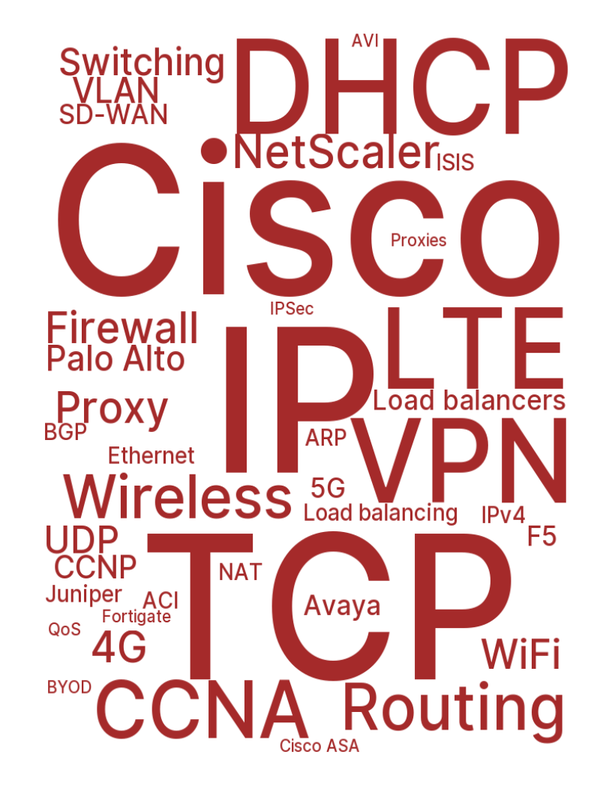 AVI
DHCP
Switching
VLAN
SD-WAN
NetScaler
ISIS
Cisco
Proxies
IPSec
LTE
Firewall
IP
Palo Alto
Load balancers
Proxy
VPN
BGP
ARP
Ethernet
Wireless
5G
Load balancing
IPv4
F5
UDP
TCP
CCNP
NAT
Juniper
ACI
Avaya
Fortigate
QoS
4G
WiFi
BYOD
CCNA
Routing
Cisco ASA